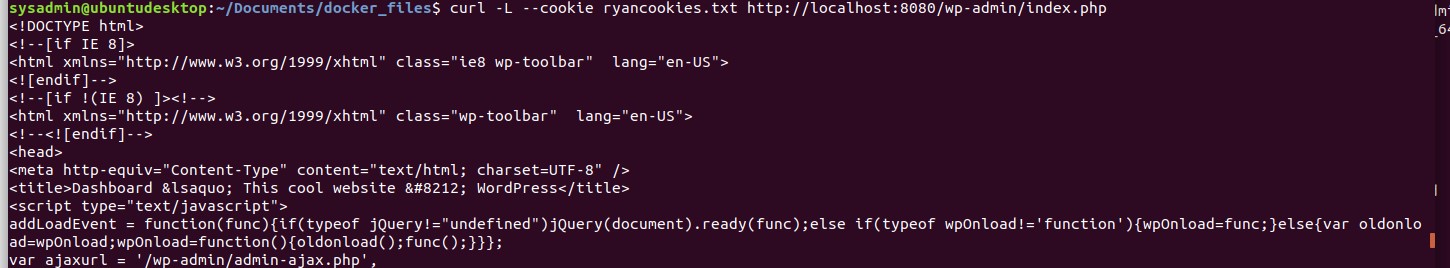 sysadmin@ubuntudesktop:~/Documents/docker_files$ curl -L --cookie ryancookies.txt http://localhost:8080/wp-admin/index.php
<!DOCTYPE html>
<!--[if IE 8]>
<html xmlns="http://www.w3.org/1999/xhtml" class="ie8 wp-toolbar"  lang="en-US">
<![endif]-->
<!--[if !(IE 8) ]><!-->
<html xmlns="http://www.w3.org/1999/xhtml" class="wp-toolbar"  lang="en-US">
<!--<![endif]-->
<head>
<meta http-equiv="Content-Type" content="text/html; charset=UTF-8" />
<title>Dashboard &lsaquo; This cool website &#8212; WordPress</title>
<script type="text/javascript">
addLoadEvent = function(func){if(typeof jQuery!="undefined")jQuery(document).ready(func);else if(typeof wpOnload!='function'){wpOnload=func;}else{var oldonlo
ad=wpOnload;wpOnload=function(){oldonload();func();}}};
var ajaxurl = '/wp-admin/admin-ajax.php',